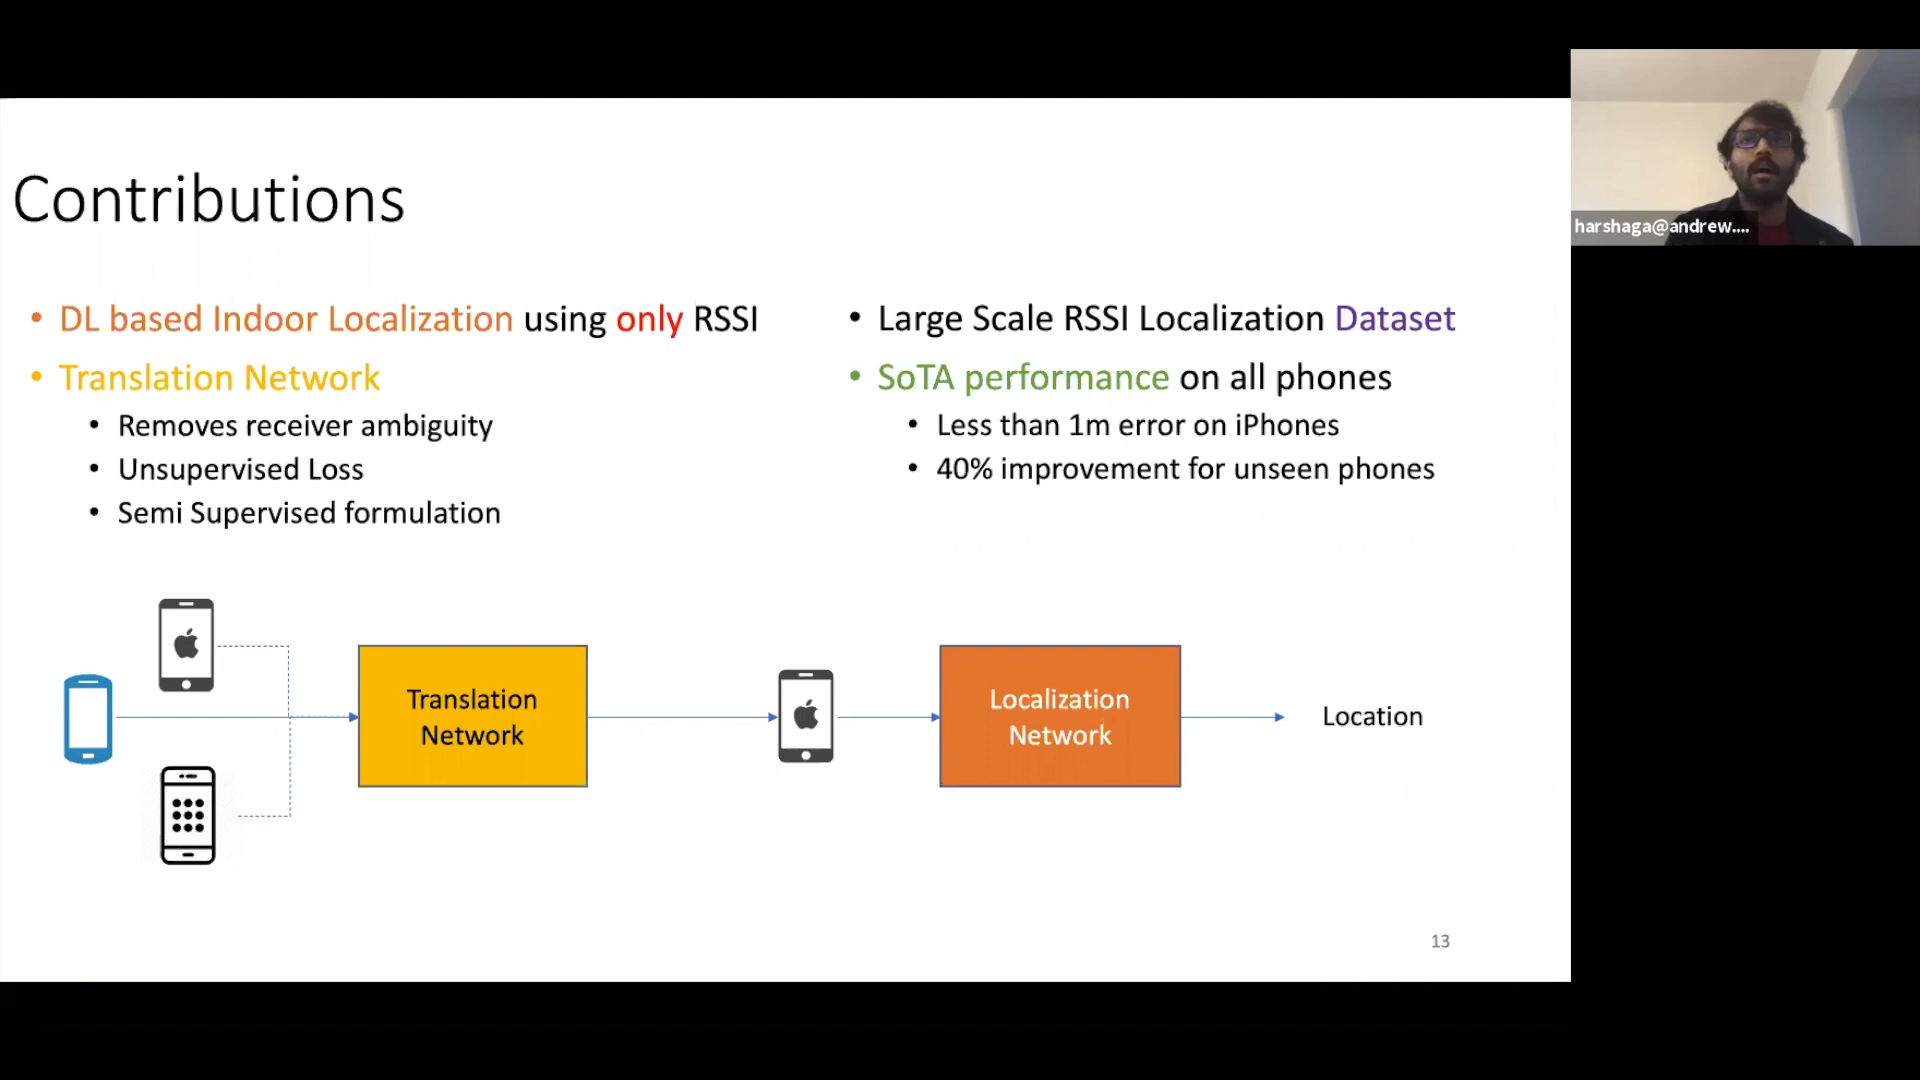 Contributions
• DL based Indoor Localization using only RSSI
• Translation Network
• Removes receiver ambiguity
• Unsupervised Loss
• Semi Supervised formulation
• Large Scale RSSI Localization Dataset
• SoTA performance on all phones
• Less than 1m error on iPhones
• 40% improvement for unseen phones
Translation
Network
Localization
Network
Location
13
harshaga@andrew....